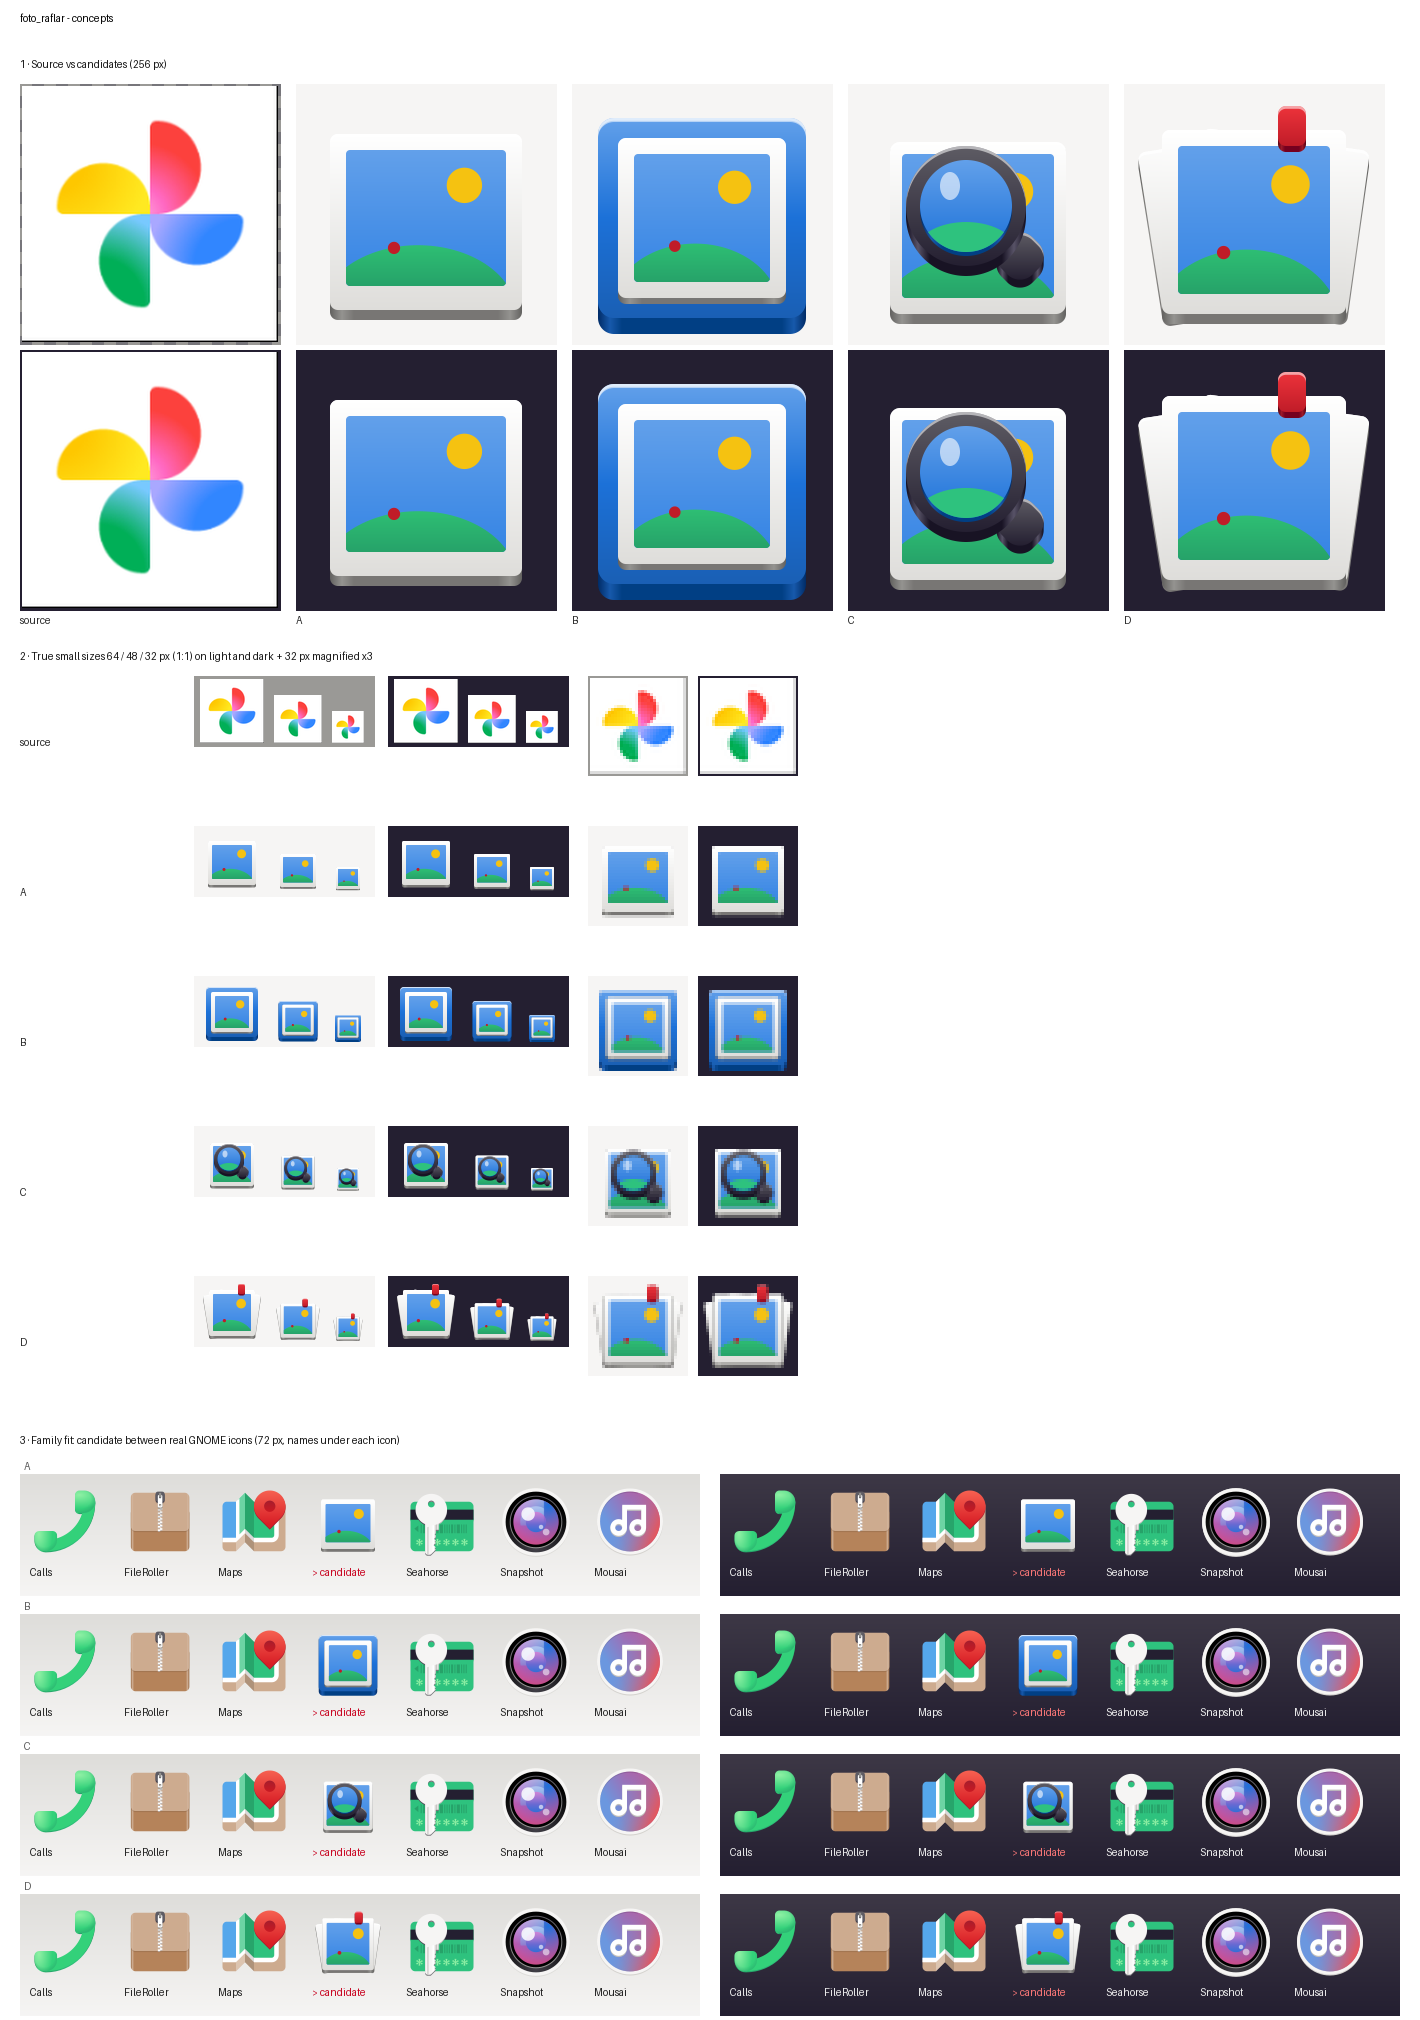 foto_raflar - concepts
1 · Source vs candidates (256 px)
source
A
B
C
D
2 · True small sizes 64 / 48 / 32 px (1:1) on light and dark + 32 px magnified x3
source
A
B
C
D
3 · Family fit: candidate between real GNOME icons (72 px, names under each icon)
A
Calls FileRoller Maps > candidate Seahorse Snapshot Mousai
Calls FileRoller Maps > candidate Seahorse Snapshot Mousai
B
Calls FileRoller Maps > candidate Seahorse Snapshot Mousai
Calls FileRoller Maps > candidate Seahorse Snapshot Mousai
C
Calls FileRoller Maps > candidate Seahorse Snapshot Mousai
Calls FileRoller Maps > candidate Seahorse Snapshot Mousai
D
Calls FileRoller Maps > candidate Seahorse Snapshot Mousai
Calls FileRoller Maps > candidate Seahorse Snapshot Mousai